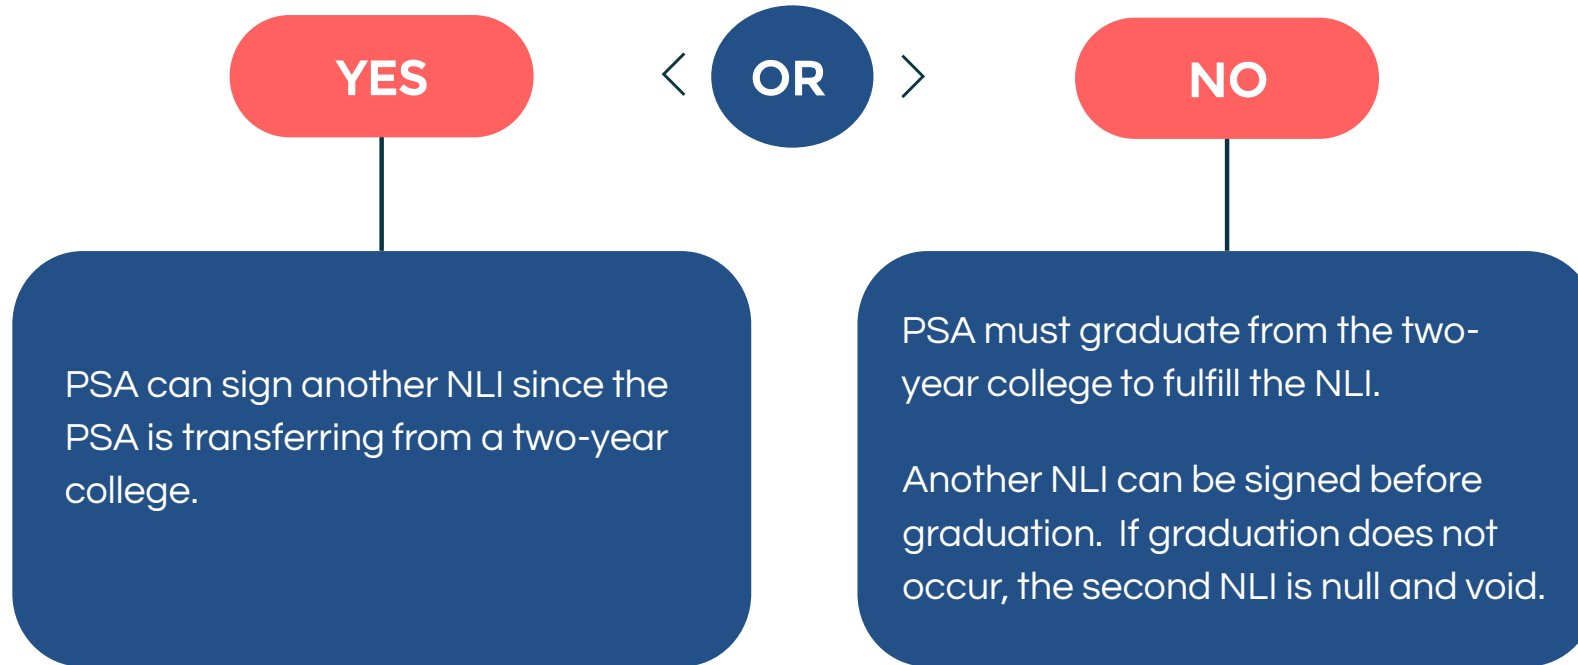 YES
OR
NO
PSA can sign another NLI since the
PSA is transferring from a two-year
college.
PSA must graduate from the two-
year college to fulfill the NLI.
Another NLI can be signed before
graduation.  If graduation does not
occur, the second NLI is null and void.